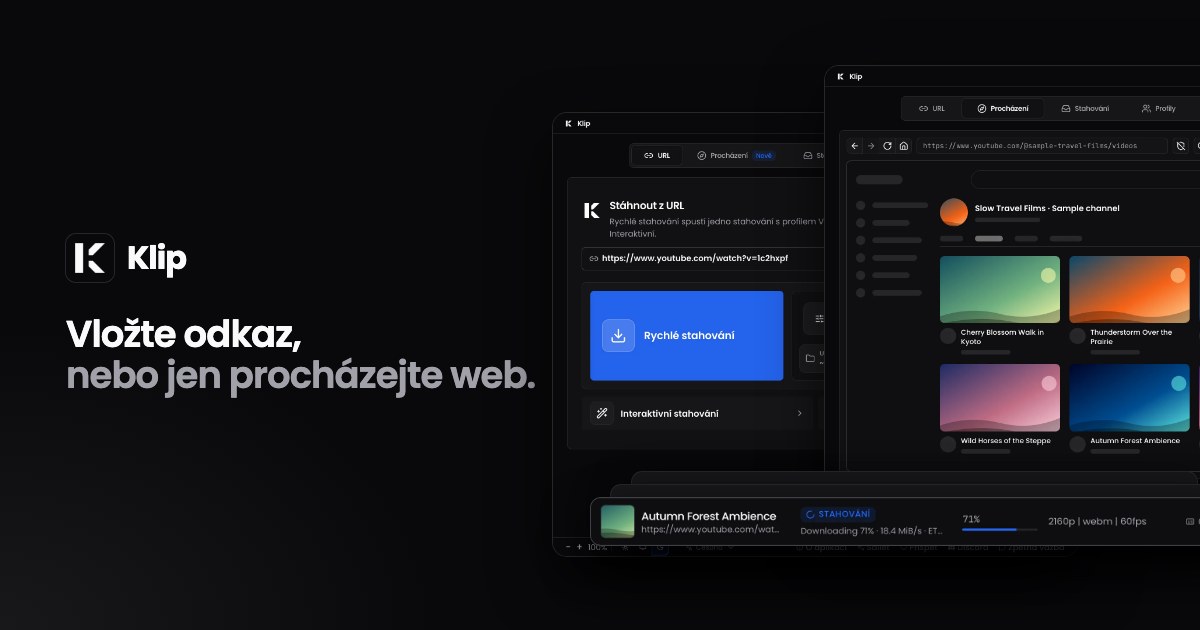 Klip
Vložte odkaz,
nebo jen procházejte web.
Klip
URL
Procházení
Nové
Stáhnout z URL
Rychlé stahování spustí jedno stahování s profilem
Interaktivní.
https://www.youtube.com/watch?v=1c2hxpf
Rychlé stahování
Interaktivní stahování
Klip
URL
Procházení
Stahování
Profily
https://www.youtube.com/@sample-travel-films/videos
Slow Travel Films · Sample channel
Cherry Blossom Walk in
Kyoto
Thunderstorm Over the
Prairie
Wild Horses of the Steppe
Autumn Forest Ambience
Autumn Forest Ambience
https://www.youtube.com/wat...
STAHOVÁNÍ
Downloading 71% · 18.4 MiB/s · ET...
71%
2160p | webm | 60fps
- + 100%